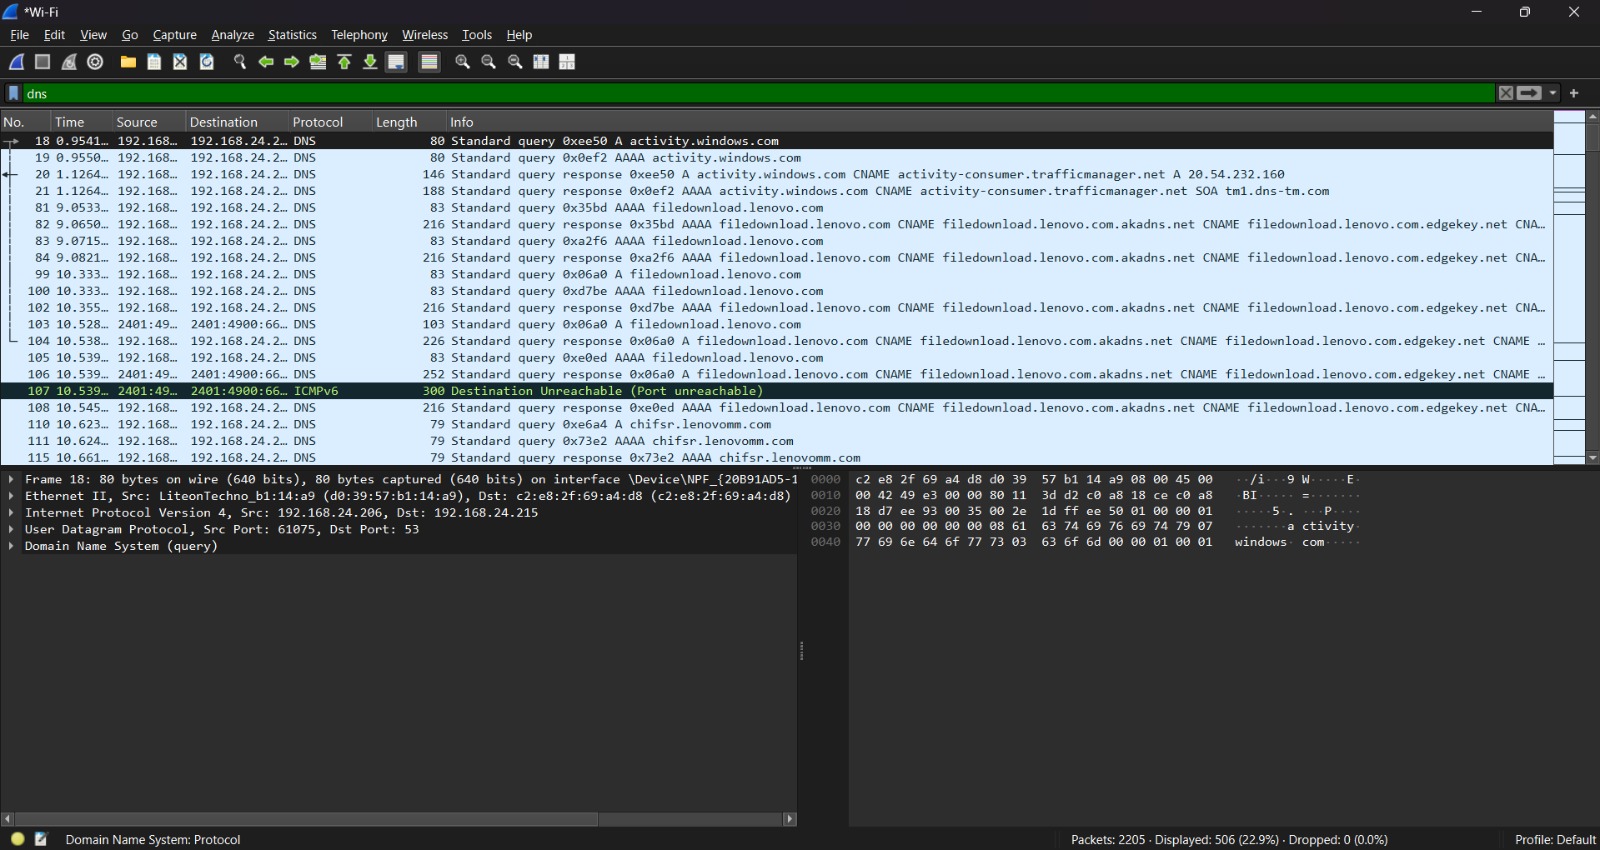 *Wi-Fi
File Edit View Go Capture Analyze Statistics Telephony Wireless Tools Help
dns
No. Time Source Destination Protocol Length Info
18 0.9541… 192.168… 192.168.24.2… DNS 80 Standard query 0xee50 A activity.windows.com
19 0.9550… 192.168… 192.168.24.2… DNS 80 Standard query 0x0ef2 AAAA activity.windows.com
20 1.1264… 192.168… 192.168.24.2… DNS 146 Standard query response 0xee50 A activity.windows.com CNAME activity-consumer.trafficmanager.net A 20.54.232.160
21 1.1264… 192.168… 192.168.24.2… DNS 188 Standard query response 0x0ef2 AAAA activity.windows.com CNAME activity-consumer.trafficmanager.net SOA tm1.dns-tm.com
81 9.0533… 192.168… 192.168.24.2… DNS 83 Standard query 0x35bd AAAA filedownload.lenovo.com
82 9.0650… 192.168… 192.168.24.2… DNS 216 Standard query response 0x35bd AAAA filedownload.lenovo.com CNAME filedownload.lenovo.com.akadns.net CNAME filedownload.lenovo.com.edgekey.net CNA…
83 9.0715… 192.168… 192.168.24.2… DNS 83 Standard query 0xa2f6 AAAA filedownload.lenovo.com
84 9.0821… 192.168… 192.168.24.2… DNS 216 Standard query response 0xa2f6 AAAA filedownload.lenovo.com CNAME filedownload.lenovo.com.akadns.net CNAME filedownload.lenovo.com.edgekey.net CNA…
99 10.333… 192.168… 192.168.24.2… DNS 83 Standard query 0x06a0 A filedownload.lenovo.com
100 10.333… 192.168… 192.168.24.2… DNS 83 Standard query 0xd7be AAAA filedownload.lenovo.com
102 10.355… 192.168… 192.168.24.2… DNS 216 Standard query response 0xd7be AAAA filedownload.lenovo.com CNAME filedownload.lenovo.com.akadns.net CNAME filedownload.lenovo.com.edgekey.net CNA…
103 10.528… 2401:49… 2401:4900:66… DNS 103 Standard query 0x06a0 A filedownload.lenovo.com
104 10.538… 192.168… 192.168.24.2… DNS 226 Standard query response 0x06a0 A filedownload.lenovo.com CNAME filedownload.lenovo.com.akadns.net CNAME filedownload.lenovo.com.edgekey.net CNAME …
105 10.539… 192.168… 192.168.24.2… DNS 83 Standard query 0xe0ed AAAA filedownload.lenovo.com
106 10.539… 2401:49… 2401:4900:66… DNS 252 Standard query response 0x06a0 A filedownload.lenovo.com CNAME filedownload.lenovo.com.akadns.net CNAME filedownload.lenovo.com.edgekey.net CNAME …
107 10.539… 2401:49… 2401:4900:66… ICMPv6 300 Destination Unreachable (Port unreachable)
108 10.545… 192.168… 192.168.24.2… DNS 216 Standard query response 0xe0ed AAAA filedownload.lenovo.com CNAME filedownload.lenovo.com.akadns.net CNAME filedownload.lenovo.com.edgekey.net CNA…
110 10.623… 192.168… 192.168.24.2… DNS 79 Standard query 0xe6a4 A chifsr.lenovomm.com
111 10.624… 192.168… 192.168.24.2… DNS 79 Standard query 0x73e2 AAAA chifsr.lenovomm.com
115 10.661… 192.168… 192.168.24.2… DNS 79 Standard query 0x73e2 AAAA chifsr.lenovomm.com
Frame 18: 80 bytes on wire (640 bits), 80 bytes captured (640 bits) on interface \Device\NPF_{20B91AD5-1
Ethernet II, Src: LiteonTechno_b1:14:a9 (d0:39:57:b1:14:a9), Dst: c2:e8:2f:69:a4:d8 (c2:e8:2f:69:a4:d8)
Internet Protocol Version 4, Src: 192.168.24.206, Dst: 192.168.24.215
User Datagram Protocol, Src Port: 61075, Dst Port: 53
Domain Name System (query)
0000 c2 e8 2f 69 a4 d8 d0 39 57 b1 14 a9 08 00 45 00 ··/i···9 W·····E·
0010 00 42 49 e3 00 00 80 11 3d d2 c0 a8 18 ce c0 a8 ·BI····· =·······
0020 18 d7 ee 93 00 35 00 2e 1d ff ee 50 01 00 00 01 ·····5·. ···P····
0030 00 00 00 00 00 00 08 61 63 74 69 76 69 74 79 07 ·······a ctivity·
0040 77 69 6e 64 6f 77 73 03 63 6f 6d 00 00 01 00 01 windows· com·····
Domain Name System: Protocol
Packets: 2205 · Displayed: 506 (22.9%) · Dropped: 0 (0.0%)
Profile: Default